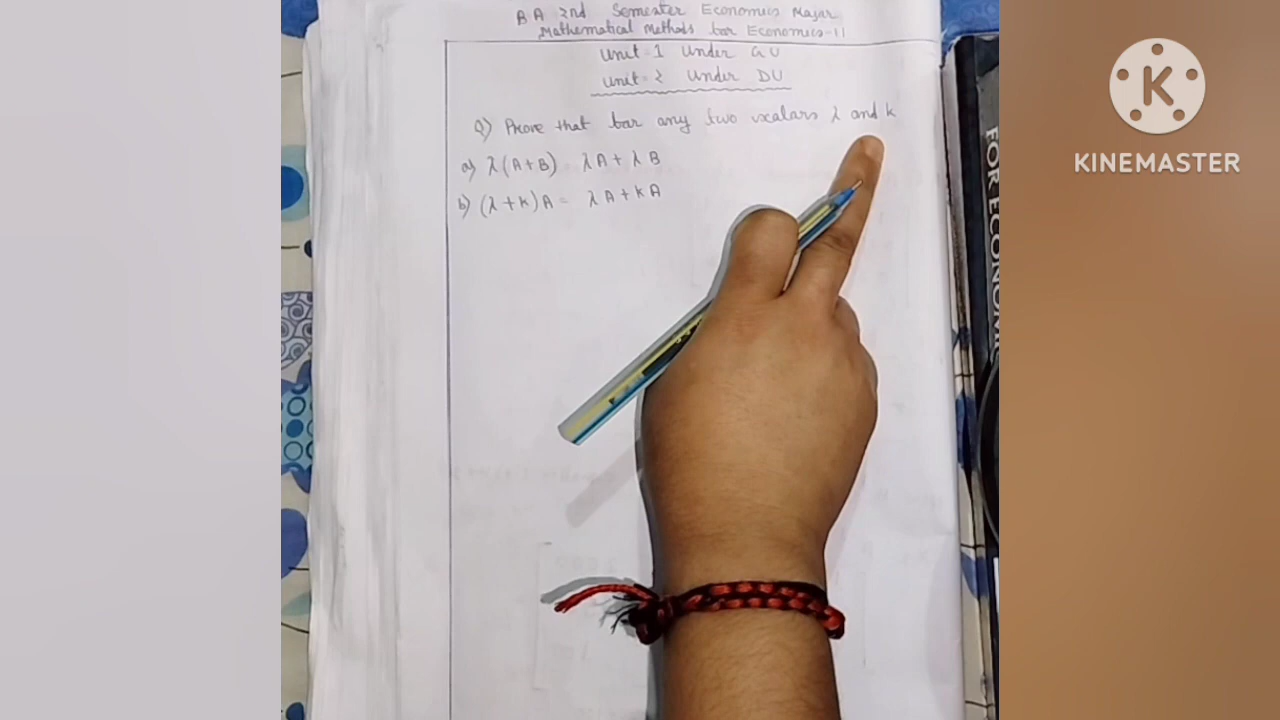 BA 2nd Semester Economics Major
Mathematical Methods for Economics-II
Unit-1 Under GU
Unit-2 Under DU
Q) Prove that for any two scalars λ and k
a) λ(A+B) = λA + λB
b) (λ+k)A = λA + kA
FOR ECONOMI
K
KINEMASTER